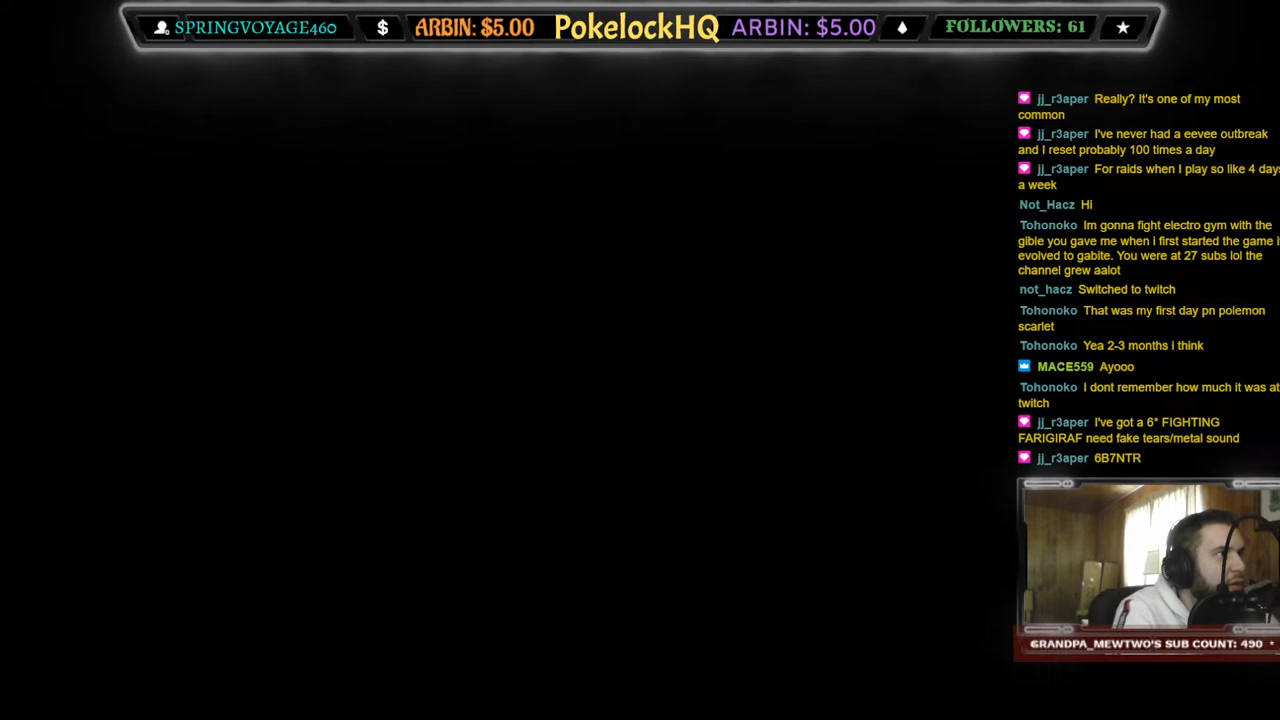 SPRINGVOYAGE460 $ ARBIN: $5.00 PokelockHQ ARBIN: $5.00 FOLLOWERS: 61
jj_r3aper Really? It's one of my most
common
jj_r3aper I've never had a eevee outbreak
and I reset probably 100 times a day
jj_r3aper For raids when I play so like 4 days
a week
Not_Hacz Hi
Tohonoko Im gonna fight electro gym with the
gible you gave me when i first started the game i
evolved to gabite. You were at 27 subs lol the
channel grew aalot
not_hacz Switched to twitch
Tohonoko That was my first day pn polemon
scarlet
Tohonoko Yea 2-3 months i think
MACE559 Ayooo
Tohonoko I dont remember how much it was at
twitch
jj_r3aper I've got a 6* FIGHTING
FARIGIRAF need fake tears/metal sound
jj_r3aper 6B7NTR
GRANDPA_MEWTWO'S SUB COUNT: 490 *